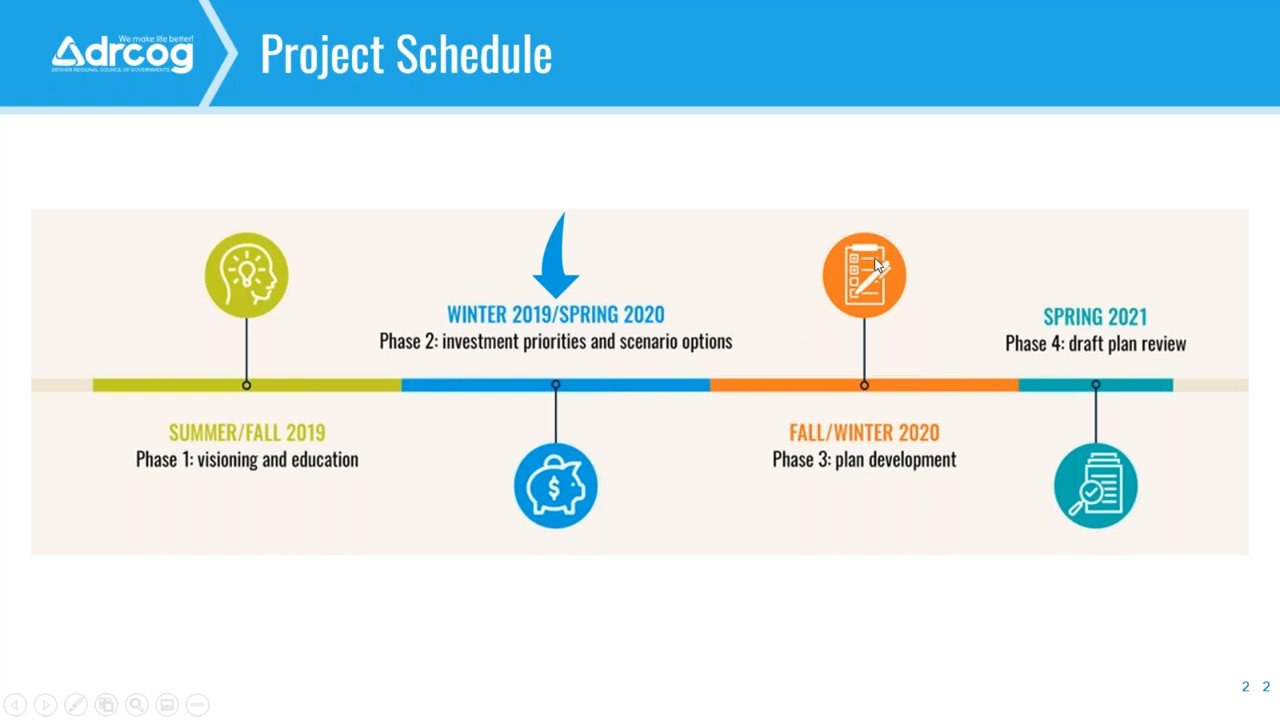 We make life better!
drcog
DENVER REGIONAL COUNCIL OF GOVERNMENTS
Project Schedule
WINTER 2019/SPRING 2020
Phase 2: investment priorities and scenario options
SPRING 2021
Phase 4: draft plan review
SUMMER/FALL 2019
Phase 1: visioning and education
FALL/WINTER 2020
Phase 3: plan development
$
2 2